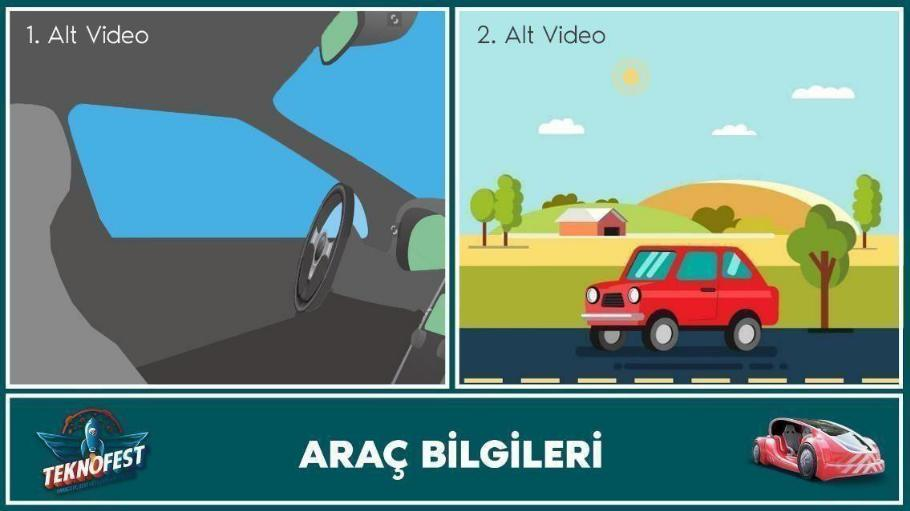 1. Alt Video
2. Alt Video
TEKNOFEST
ARAÇ BİLGİLERİ